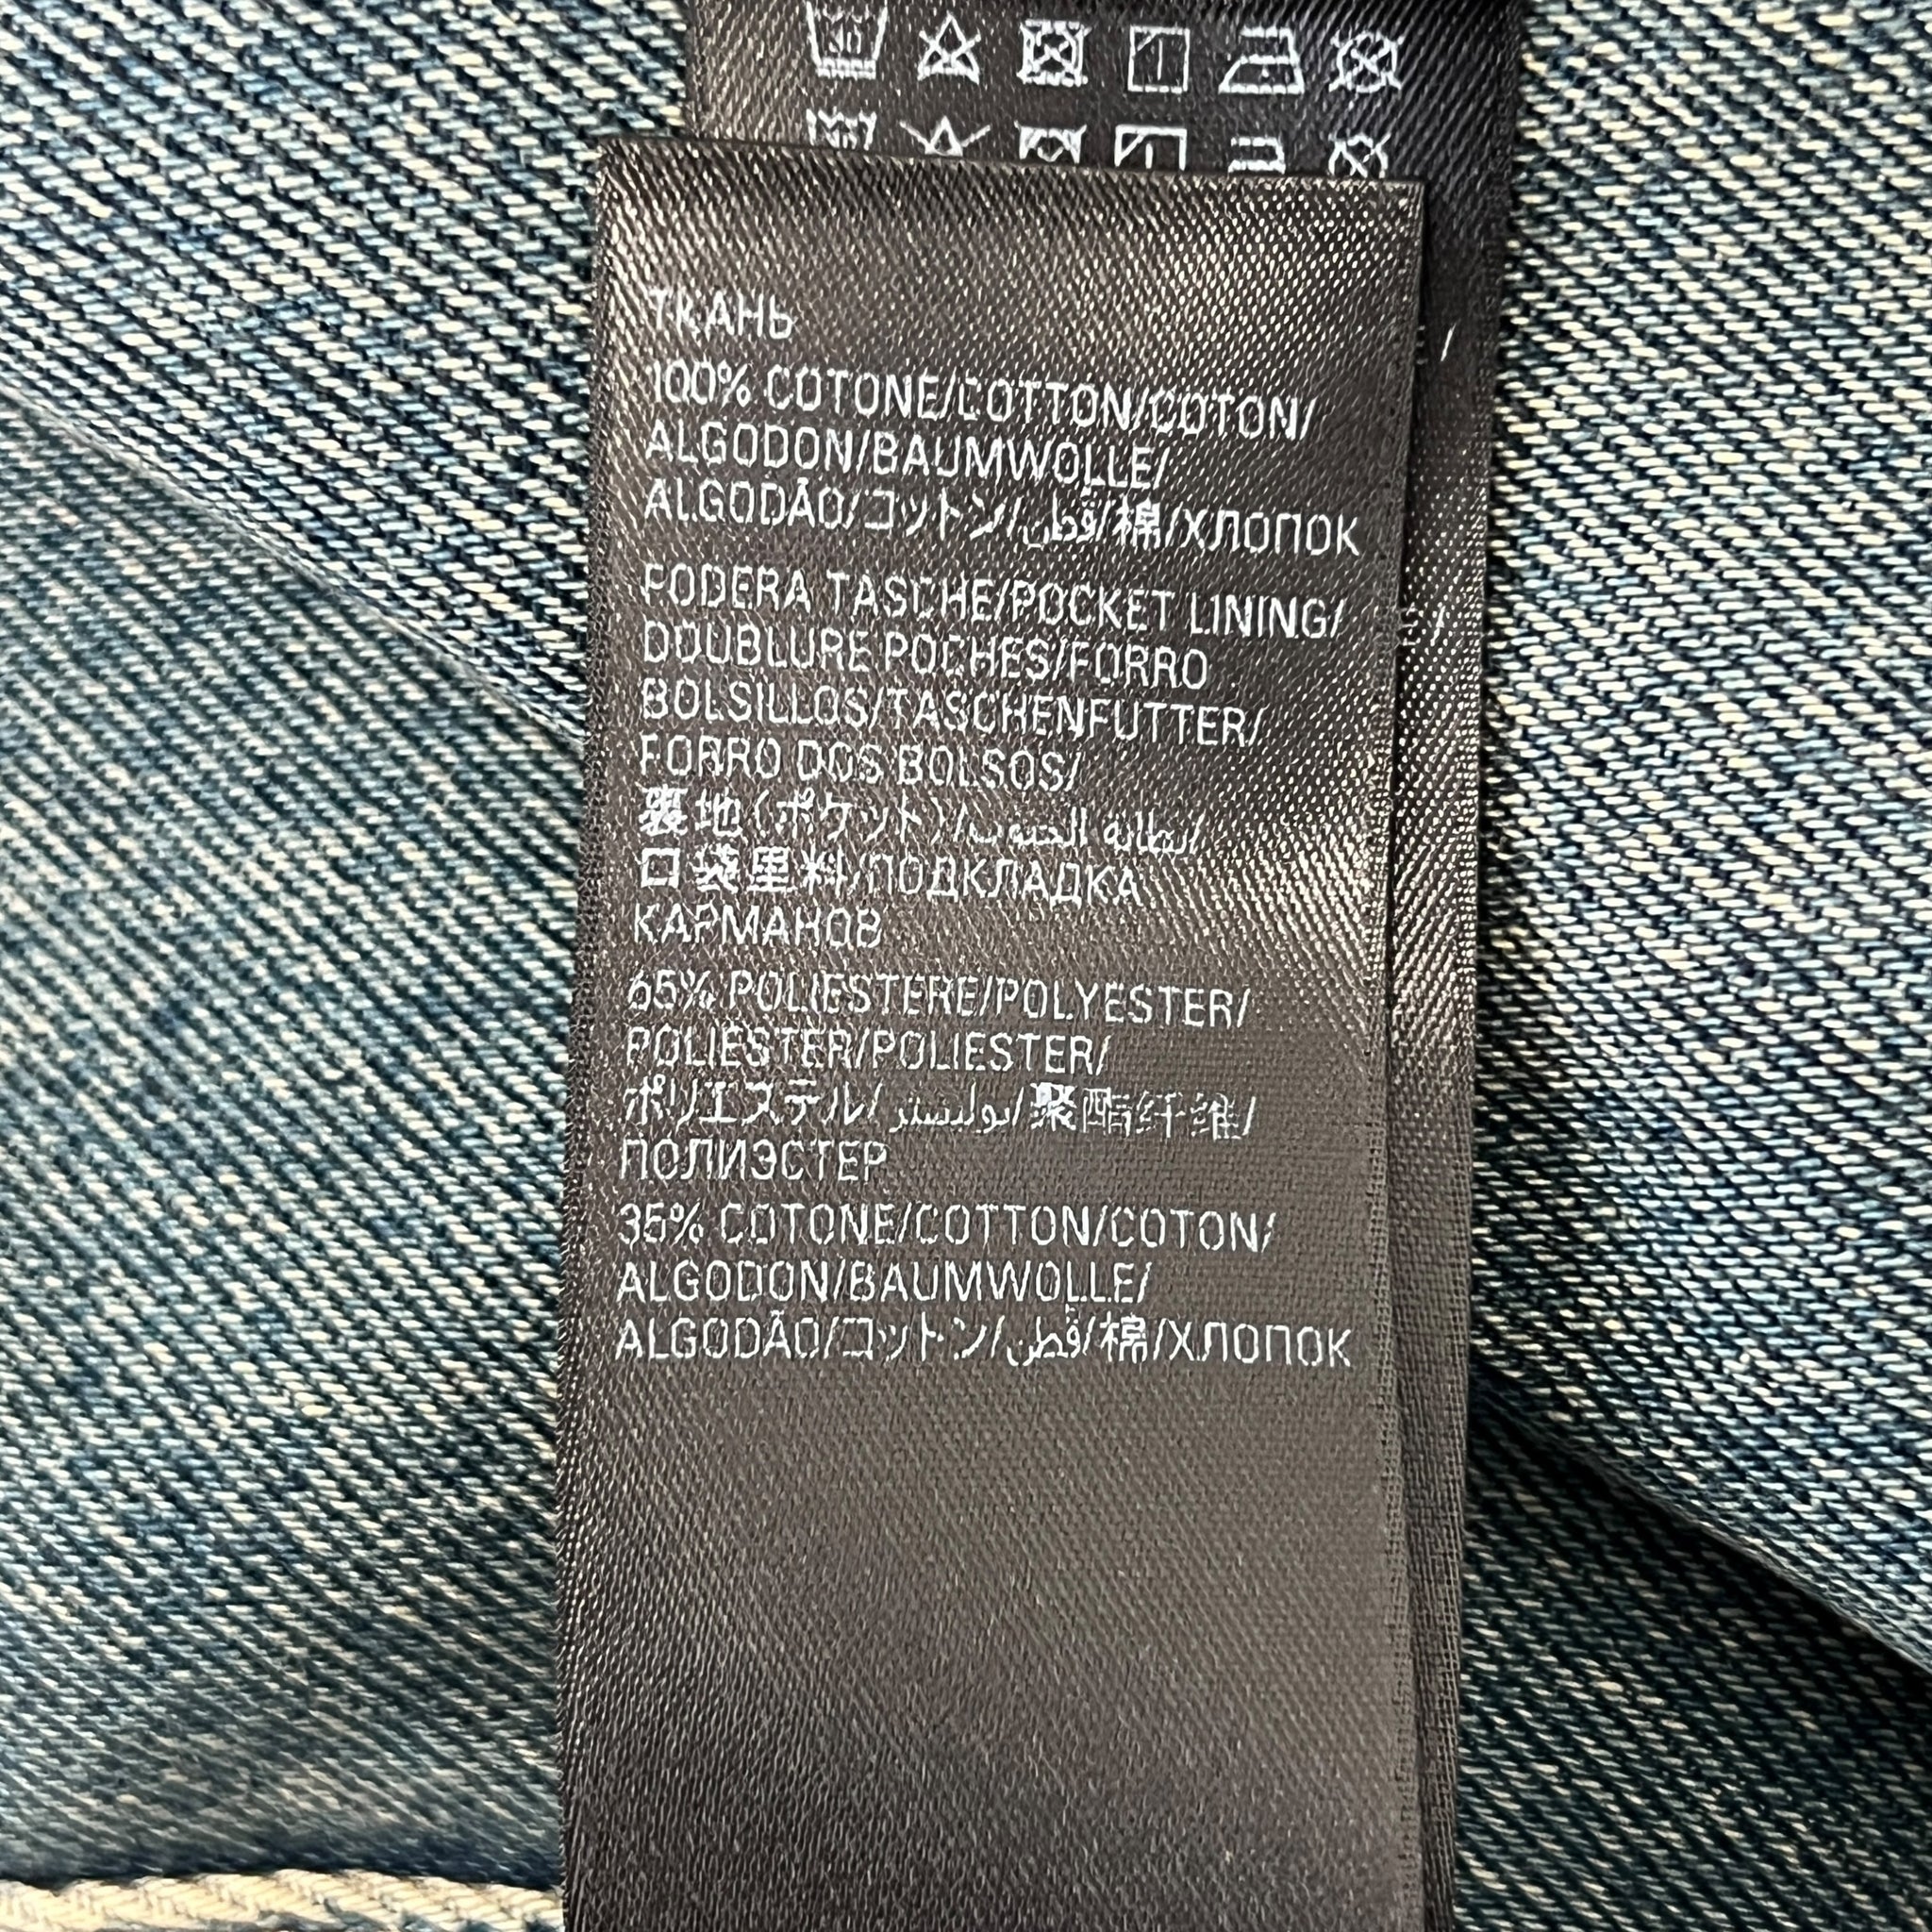 30
ТКАНЬ
100% COTONE/COTTON/COTON/
ALGODON/BAUMWOLLE/
ALGODÃO/コットン/قطن/棉/ХЛОПОК
FODERA TASCHE/POCKET LINING/
DOUBLURE POCHES/FORRO
BOLSILLOS/TASCHENFUTTER/
FORRO DOS BOLSOS/
裏地(ポケット)/بطانة الجيوب/
口袋里料/ПОДКЛАДКА
КАРМАНОВ
65% POLIESTERE/POLYESTER/
POLIESTER/POLIESTER/
ポリエステル/بوليستر/聚酯纤维/
ПОЛИЭСТЕР
35% COTONE/COTTON/COTON/
ALGODON/BAUMWOLLE/
ALGODÃO/コットン/قطن/棉/ХЛОПОК